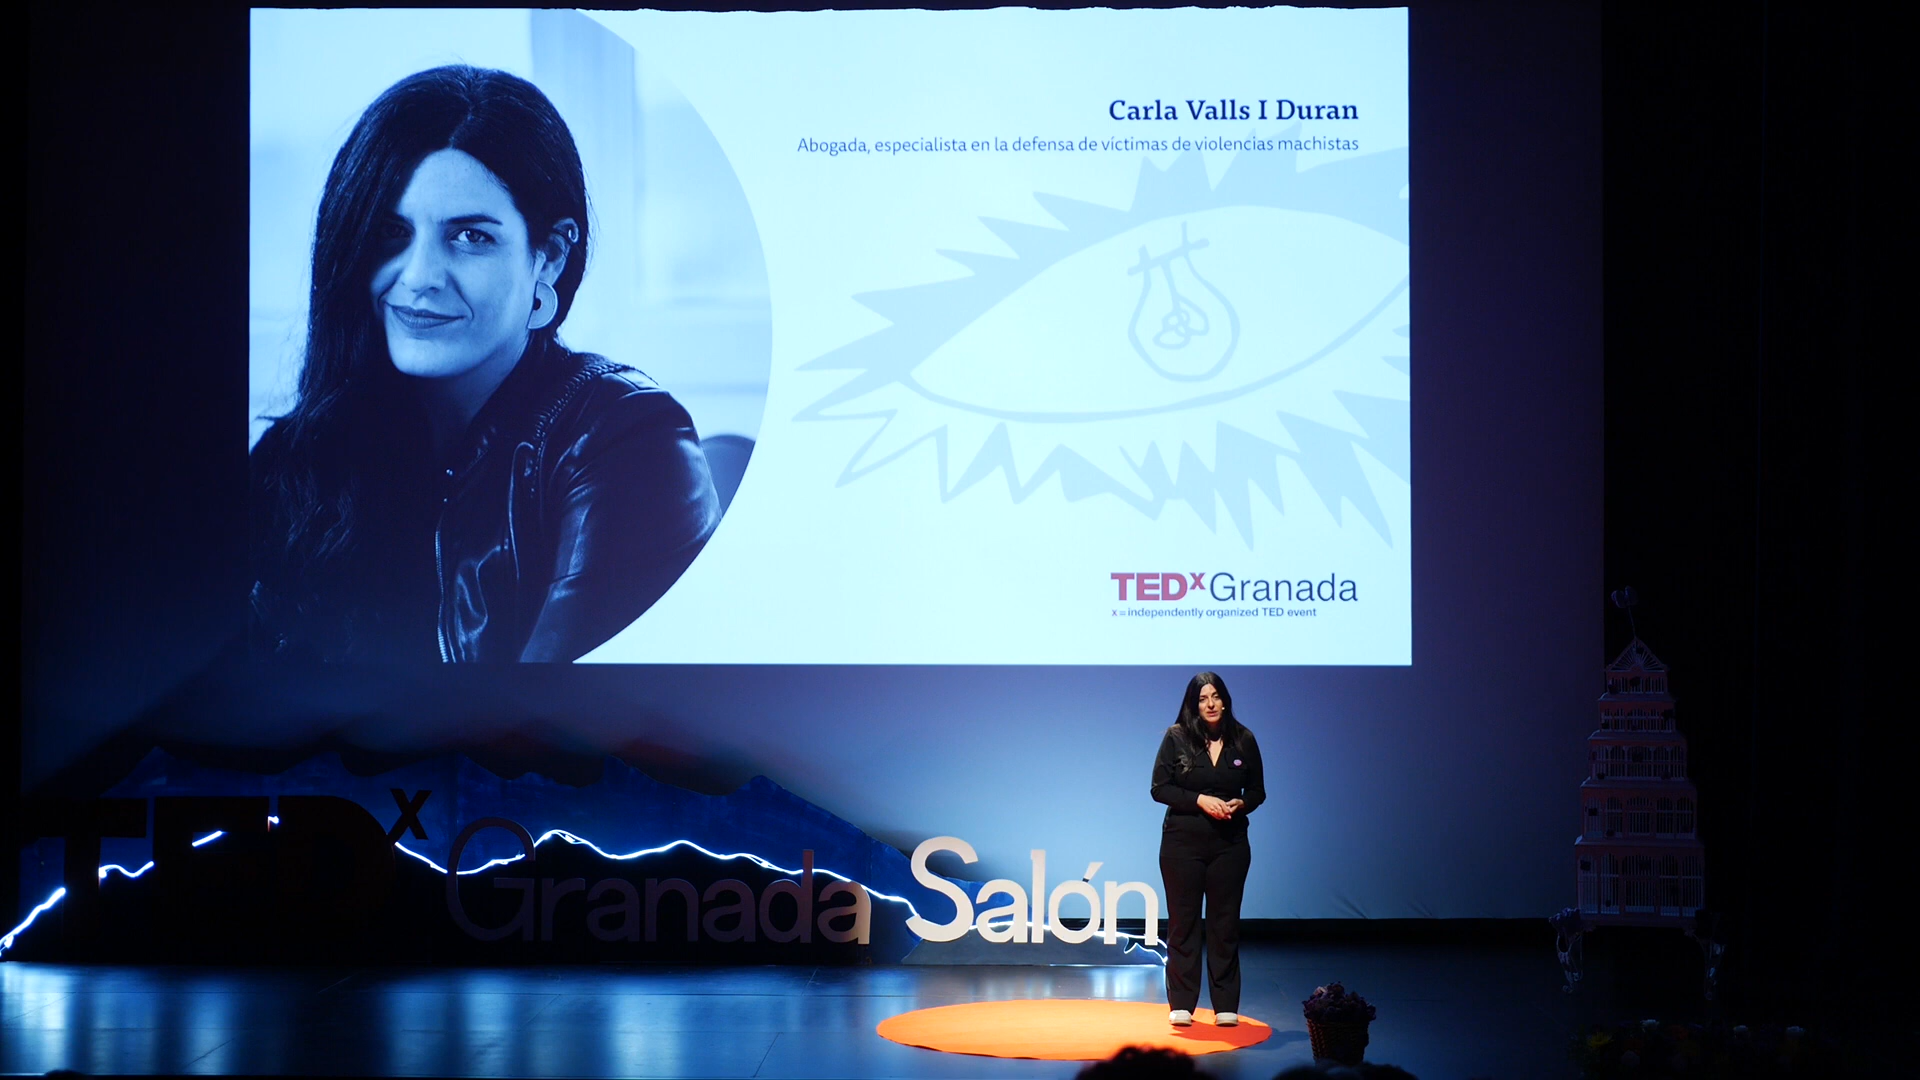 Carla Valls I Duran
Abogada, especialista en la defensa de víctimas de violencias machistas
TEDxGranada
x = independently organized TED event
TEDx Granada Salón